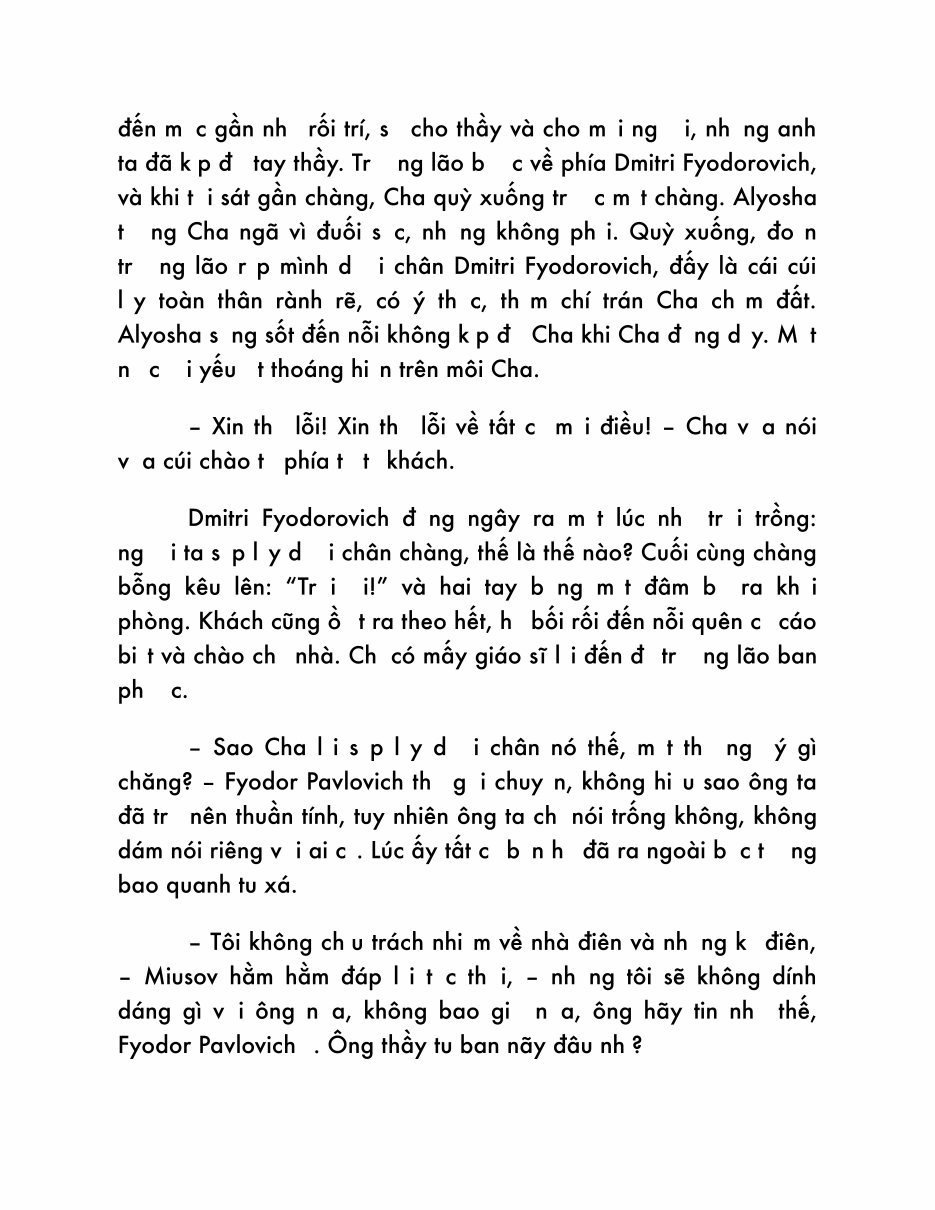 đến m c gần nh rối trí, s cho thầy và cho m i ng i, nh ng anh
ta đã k p đ tay thầy. Tr ng lão b c về phía Dmitri Fyodorovich,
và khi t i sát gần chàng, Cha quỳ xuống tr c m t chàng. Alyosha
t ng Cha ngã vì đuối s c, nh ng không ph i. Quỳ xuống, đo n
tr ng lão r p mình d i chân Dmitri Fyodorovich, đấy là cái cúi
l y toàn thân rành rẽ, có ý th c, th m chí trán Cha ch m đất.
Alyosha s ng sốt đến nỗi không k p đ Cha khi Cha đ ng d y. M t
n c i yếu t thoáng hi n trên môi Cha.
– Xin th lỗi! Xin th lỗi về tất c m i điều! – Cha v a nói
v a cúi chào t phía t t khách.
Dmitri Fyodorovich đ ng ngây ra m t lúc nh tr i trồng:
ng i ta s p l y d i chân chàng, thế là thế nào? Cuối cùng chàng
bỗng kêu lên: “Tr i i!” và hai tay b ng m t đâm b ra kh i
phòng. Khách cũng ồ t ra theo hết, h bối rối đến nỗi quên c cáo
bi t và chào ch nhà. Ch có mấy giáo sĩ l i đến đ tr ng lão ban
ph c.
– Sao Cha l i s p l y d i chân nó thế, m t th ng ý gì
chăng? – Fyodor Pavlovich th g i chuy n, không hi u sao ông ta
đã tr nên thuần tính, tuy nhiên ông ta ch nói trống không, không
dám nói riêng v i ai c . Lúc ấy tất c b n h đã ra ngoài b c t ng
bao quanh tu xá.
– Tôi không ch u trách nhi m về nhà điên và nh ng k điên,
– Miusov hằm hằm đáp l i t c th i, – nh ng tôi sẽ không dính
dáng gì v i ông n a, không bao gi n a, ông hãy tin nh thế,
Fyodor Pavlovich . Ông thầy tu ban nãy đâu nh ?